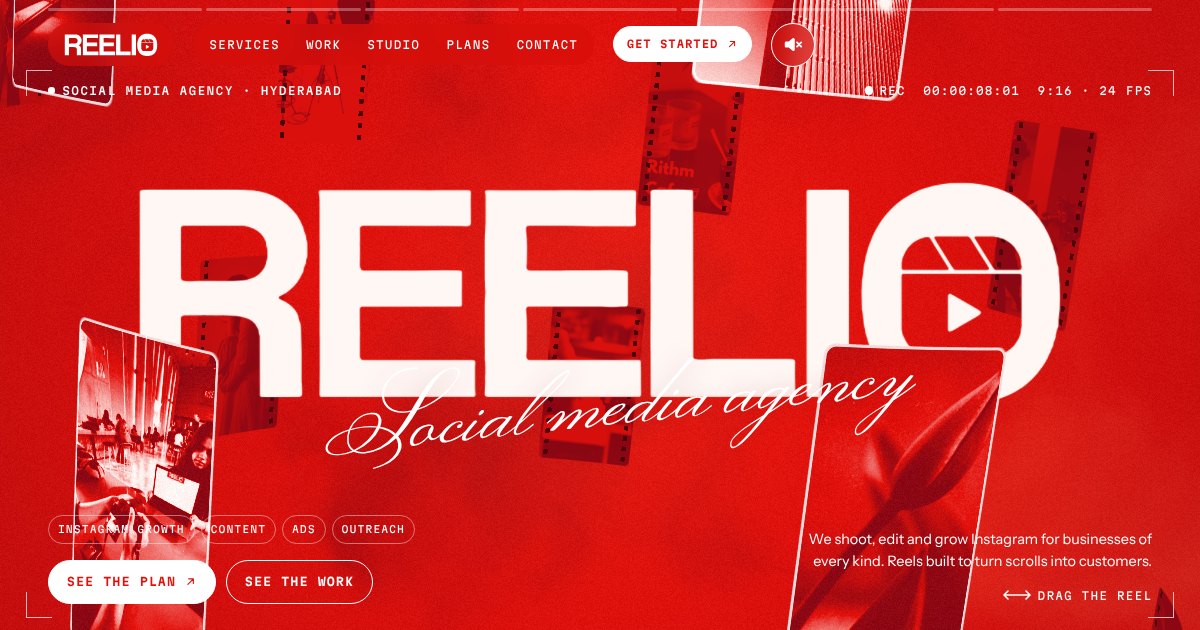 REELIO
SERVICES WORK STUDIO PLANS CONTACT
GET STARTED ↗
SOCIAL MEDIA AGENCY · HYDERABAD
REC 00:00:08:01 9:16 · 24 FPS
Rithm
REELIO
Social media agency
INSTAGRAM GROWTH
CONTENT
ADS
OUTREACH
SEE THE PLAN ↗
SEE THE WORK
We shoot, edit and grow Instagram for businesses of
every kind. Reels built to turn scrolls into customers.
DRAG THE REEL